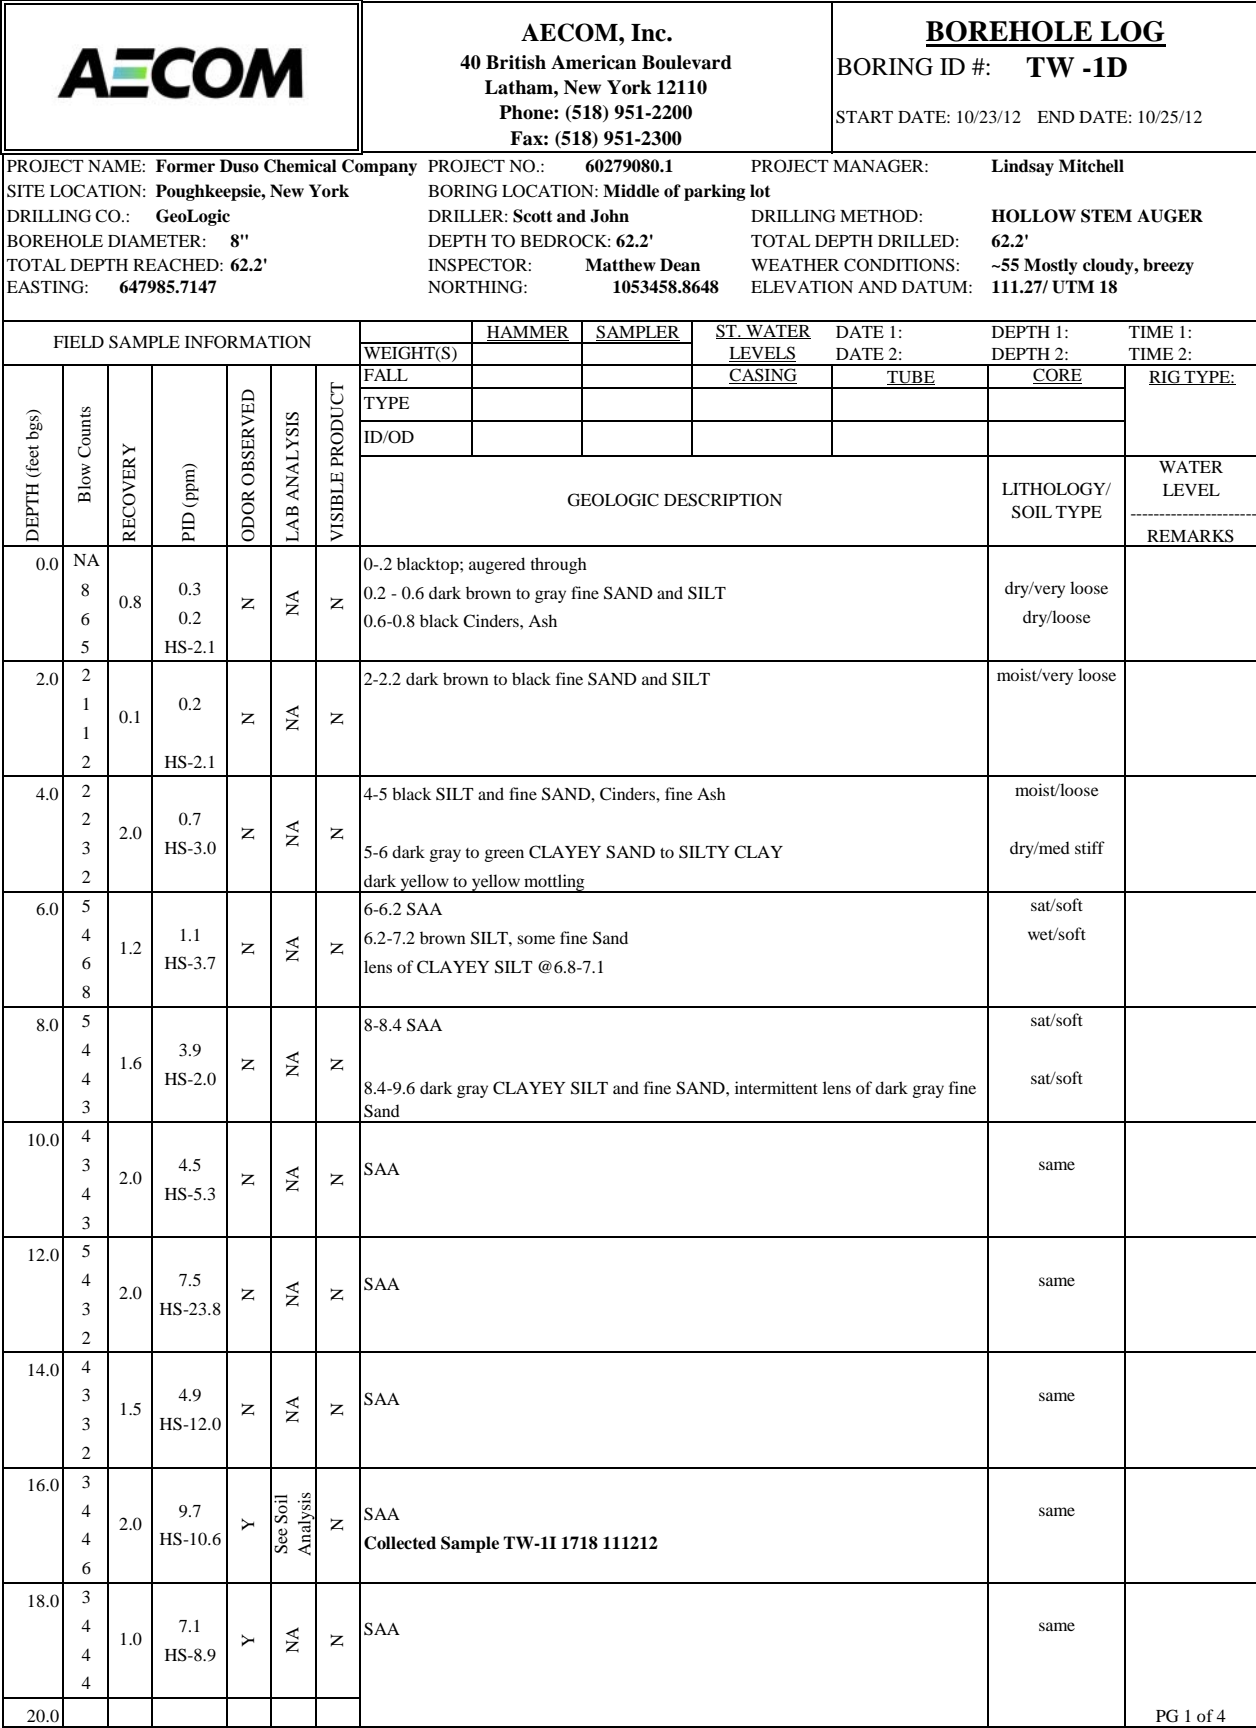 AECOM
AECOM, Inc.
40 British American Boulevard
Latham, New York 12110
Phone: (518) 951-2200
Fax: (518) 951-2300
BOREHOLE LOG
BORING ID #: TW -1D
START DATE: 10/23/12 END DATE: 10/25/12
PROJECT NAME: Former Duso Chemical Company PROJECT NO.: 60279080.1 PROJECT MANAGER: Lindsay Mitchell
SITE LOCATION: Poughkeepsie, New York BORING LOCATION: Middle of parking lot
DRILLING CO.: GeoLogic DRILLER: Scott and John DRILLING METHOD: HOLLOW STEM AUGER
BOREHOLE DIAMETER: 8" DEPTH TO BEDROCK: 62.2' TOTAL DEPTH DRILLED: 62.2'
TOTAL DEPTH REACHED: 62.2' INSPECTOR: Matthew Dean WEATHER CONDITIONS: ~55 Mostly cloudy, breezy
EASTING: 647985.7147 NORTHING: 1053458.8648 ELEVATION AND DATUM: 111.27/ UTM 18
FIELD SAMPLE INFORMATION
HAMMER SAMPLER ST. WATER DATE 1: DEPTH 1: TIME 1:
WEIGHT(S) LEVELS DATE 2: DEPTH 2: TIME 2:
FALL CASING TUBE CORE RIG TYPE:
TYPE
ID/OD
DEPTH (feet bgs)
Blow Counts
RECOVERY
PID (ppm)
ODOR OBSERVED
LAB ANALYSIS
VISIBLE PRODUCT
GEOLOGIC DESCRIPTION
LITHOLOGY/
SOIL TYPE
WATER
LEVEL
----------------------
REMARKS
0.0 NA 0-.2 blacktop; augered through
8 0.3 0.2 - 0.6 dark brown to gray fine SAND and SILT dry/very loose
0.8 N NA N
6 0.2 0.6-0.8 black Cinders, Ash dry/loose
5 HS-2.1
2.0 2 2-2.2 dark brown to black fine SAND and SILT moist/very loose
1 0.2
0.1 N NA N
1
2 HS-2.1
4.0 2 4-5 black SILT and fine SAND, Cinders, fine Ash moist/loose
2 0.7
2.0 N NA N
3 HS-3.0 5-6 dark gray to green CLAYEY SAND to SILTY CLAY dry/med stiff
2 dark yellow to yellow mottling
6.0 5 6-6.2 SAA sat/soft
4 1.1 6.2-7.2 brown SILT, some fine Sand wet/soft
1.2 N NA N
6 HS-3.7 lens of CLAYEY SILT @6.8-7.1
8
8.0 5 8-8.4 SAA sat/soft
4 3.9
1.6 N NA N
4 HS-2.0 8.4-9.6 dark gray CLAYEY SILT and fine SAND, intermittent lens of dark gray fine sat/soft
3 Sand
10.0 4
3 4.5 SAA same
2.0 N NA N
4 HS-5.3
3
12.0 5
4 7.5 SAA same
2.0 N NA N
3 HS-23.8
2
14.0 4
3 4.9 SAA same
1.5 N NA N
3 HS-12.0
2
16.0 3
4 9.7 SAA same
2.0 Y See Soil Analysis N
4 HS-10.6 Collected Sample TW-1I 1718 111212
6
18.0 3
4 7.1 SAA same
1.0 Y NA N
4 HS-8.9
4
20.0 PG 1 of 4